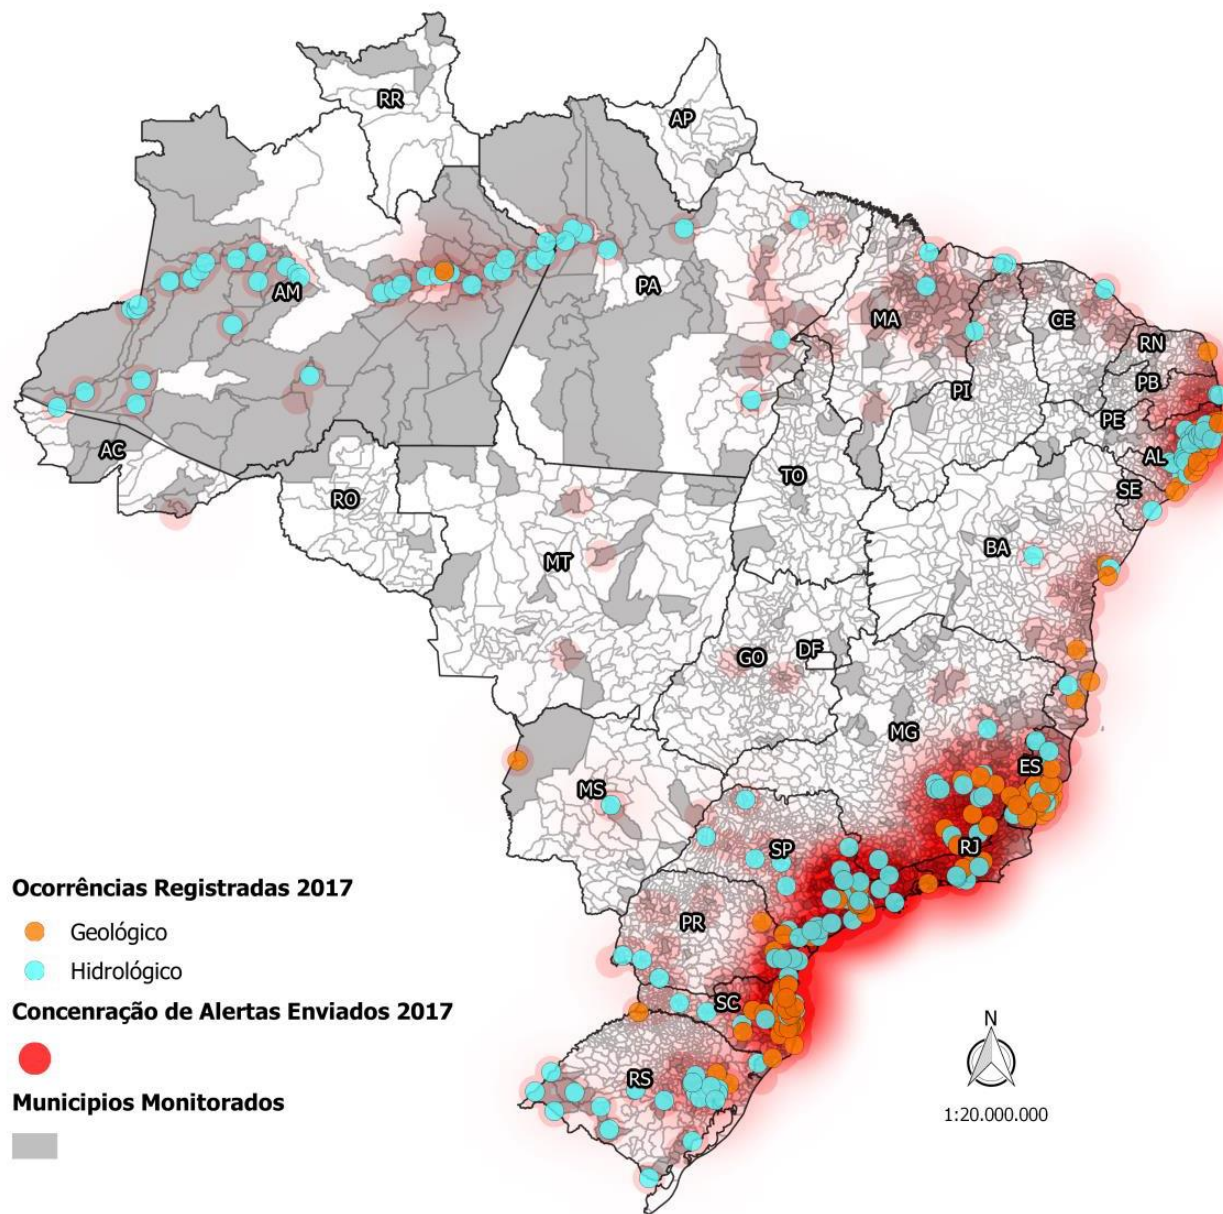 RR
AP
AM
PA
MA
CE
RN
PB
PI
PE
AC
AL
TO
SE
RO
BA
MT
GO
DF
MG
ES
MS
RJ
SP
PR
SC
RS
Ocorrências Registradas 2017
Geológico
Hidrológico
Concenração de Alertas Enviados 2017
Municipios Monitorados
N
1:20.000.000